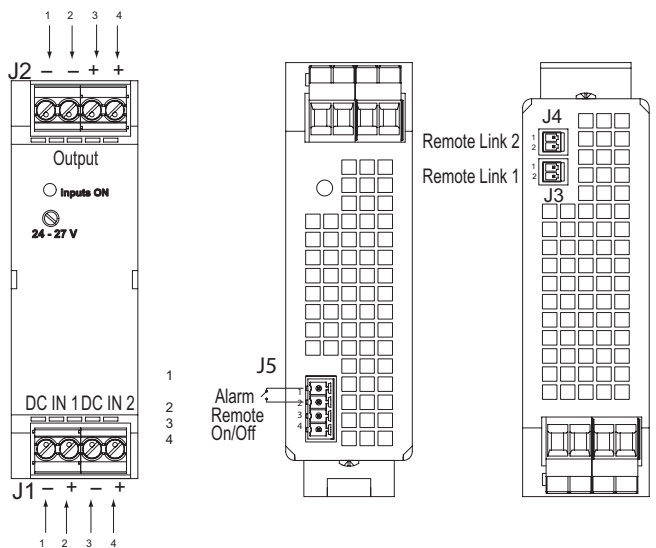 1 2 3 4
J2 – – + +
Output
Inputs ON
24 - 27 V
DC IN 1 DC IN 2
J1 – + – +
1 2 3 4
1
2
3
4
J5
Alarm
Remote
On/Off
1
2
3
4
J4
Remote Link 2
1
2
Remote Link 1
1
2
J3